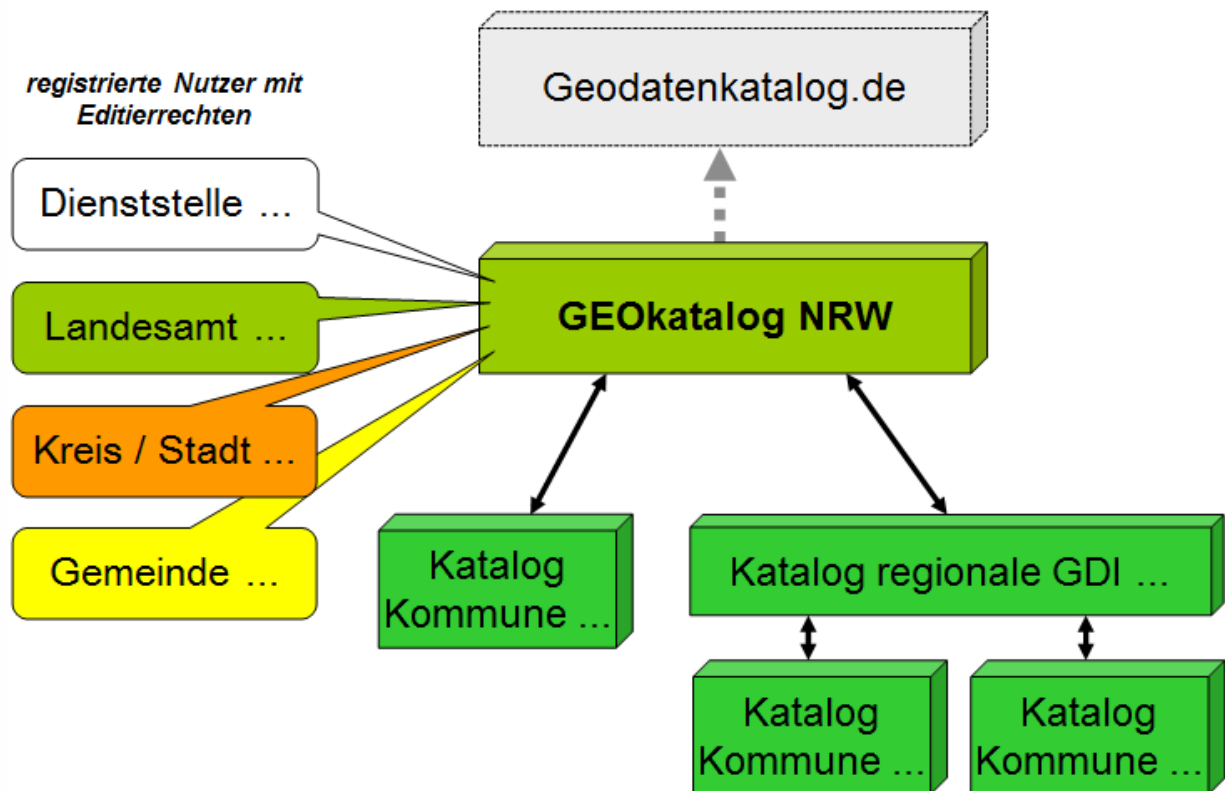 Geodatenkatalog.de
registrierte Nutzer mit
Editierrechten
Dienststelle ...
Landesamt ...
Kreis / Stadt ...
Gemeinde ...
GEOkatalog NRW
Katalog
Kommune ...
Katalog regionale GDI ...
Katalog
Kommune ...
Katalog
Kommune ...